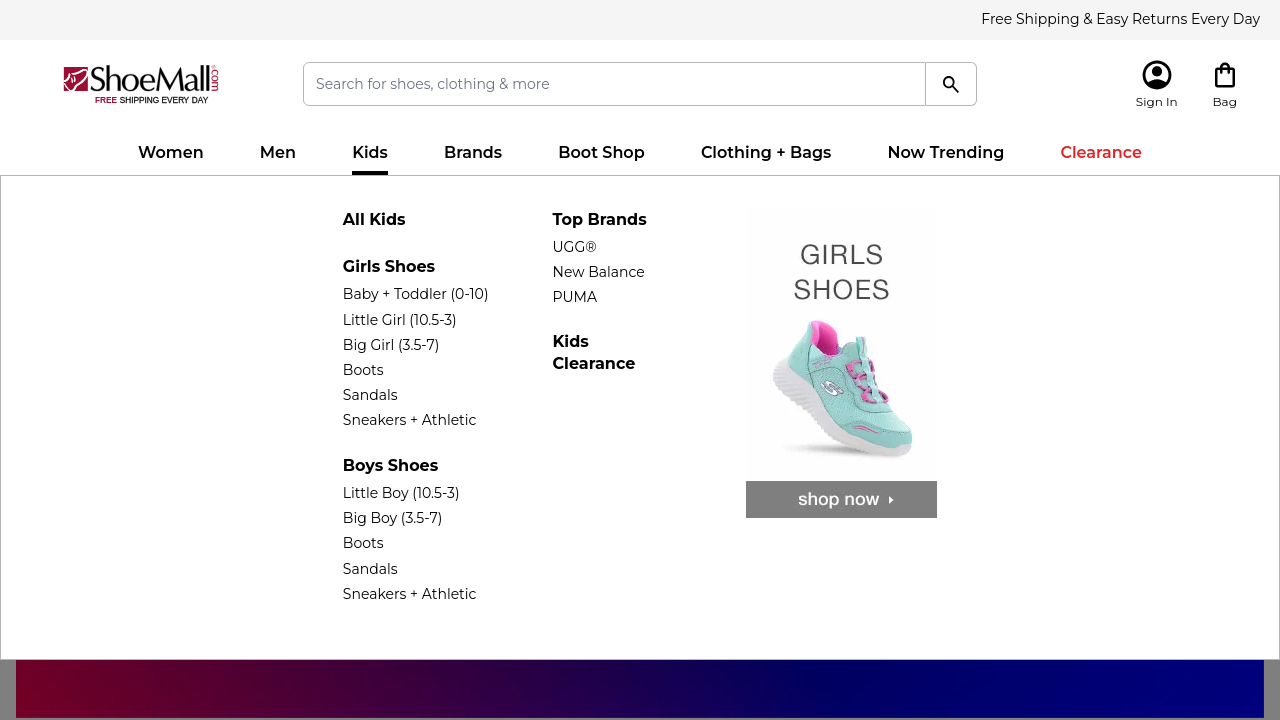 Free Shipping & Easy Returns Every Day
ShoeMall.com
FREE SHIPPING EVERY DAY
Search for shoes, clothing & more
Sign In
Bag
Women
Men
Kids
Brands
Boot Shop
Clothing + Bags
Now Trending
Clearance
All Kids
Girls Shoes
Baby + Toddler (0-10)
Little Girl (10.5-3)
Big Girl (3.5-7)
Boots
Sandals
Sneakers + Athletic
Boys Shoes
Little Boy (10.5-3)
Big Boy (3.5-7)
Boots
Sandals
Sneakers + Athletic
Top Brands
UGG®
New Balance
PUMA
Kids
Clearance
GIRLS
SHOES
shop now